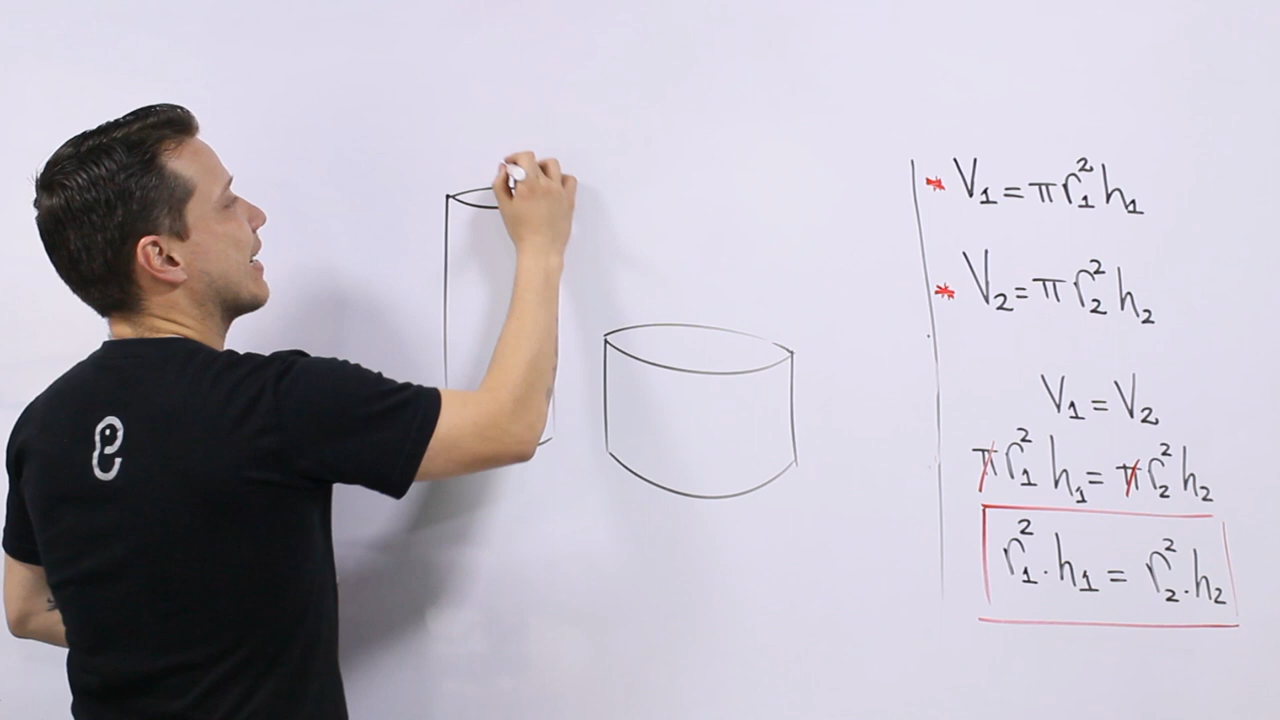 * V₁ = πr₁²h₁
* V₂ = πr₂²h₂
V₁ = V₂
πr₁²h₁ = πr₂²h₂
r₁².h₁ = r₂².h₂